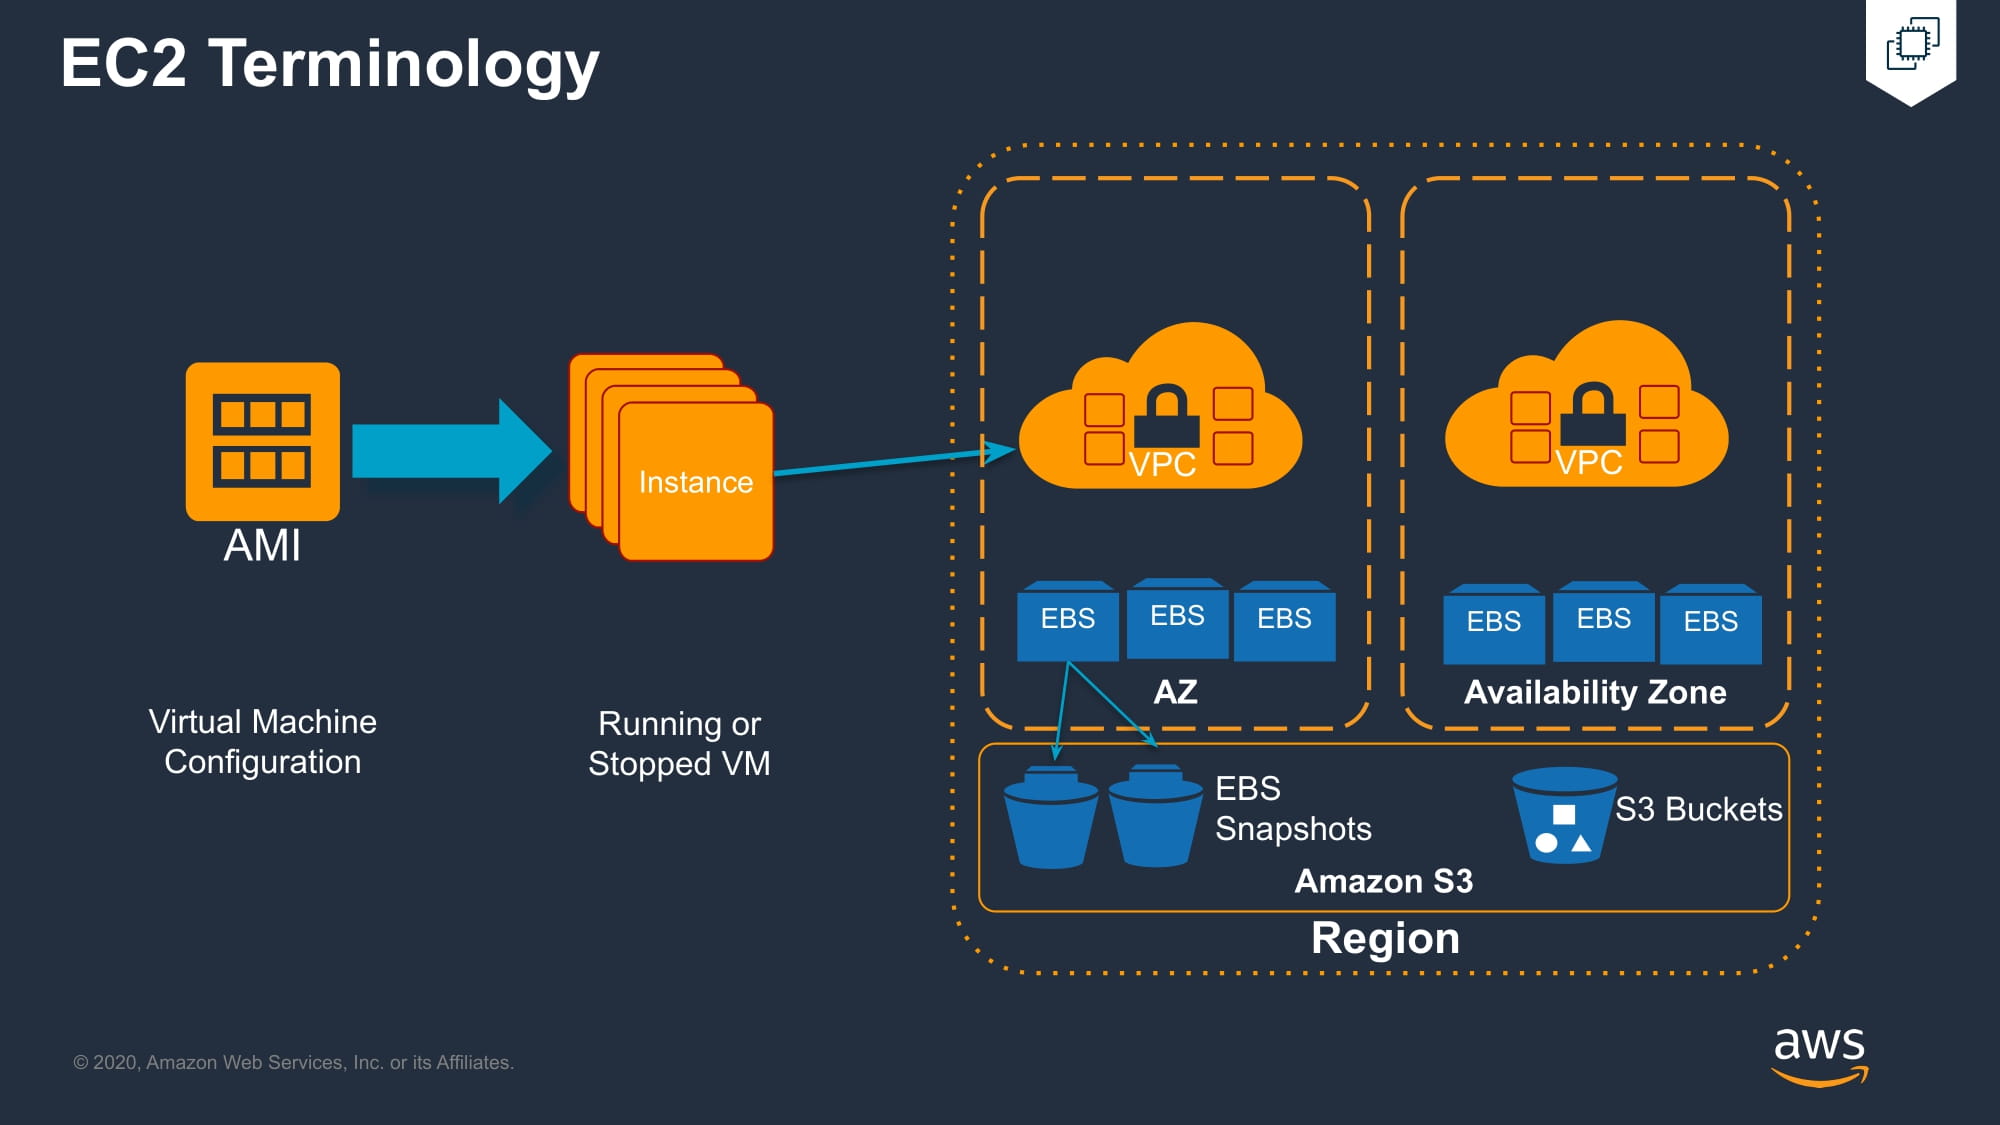 EC2 Terminology
AMI
Instance
Virtual Machine
Configuration
Running or
Stopped VM
VPC
VPC
EBS
EBS
EBS
AZ
EBS
EBS
EBS
Availability Zone
EBS
Snapshots
S3 Buckets
Amazon S3
Region
© 2020, Amazon Web Services, Inc. or its Affiliates.
aws